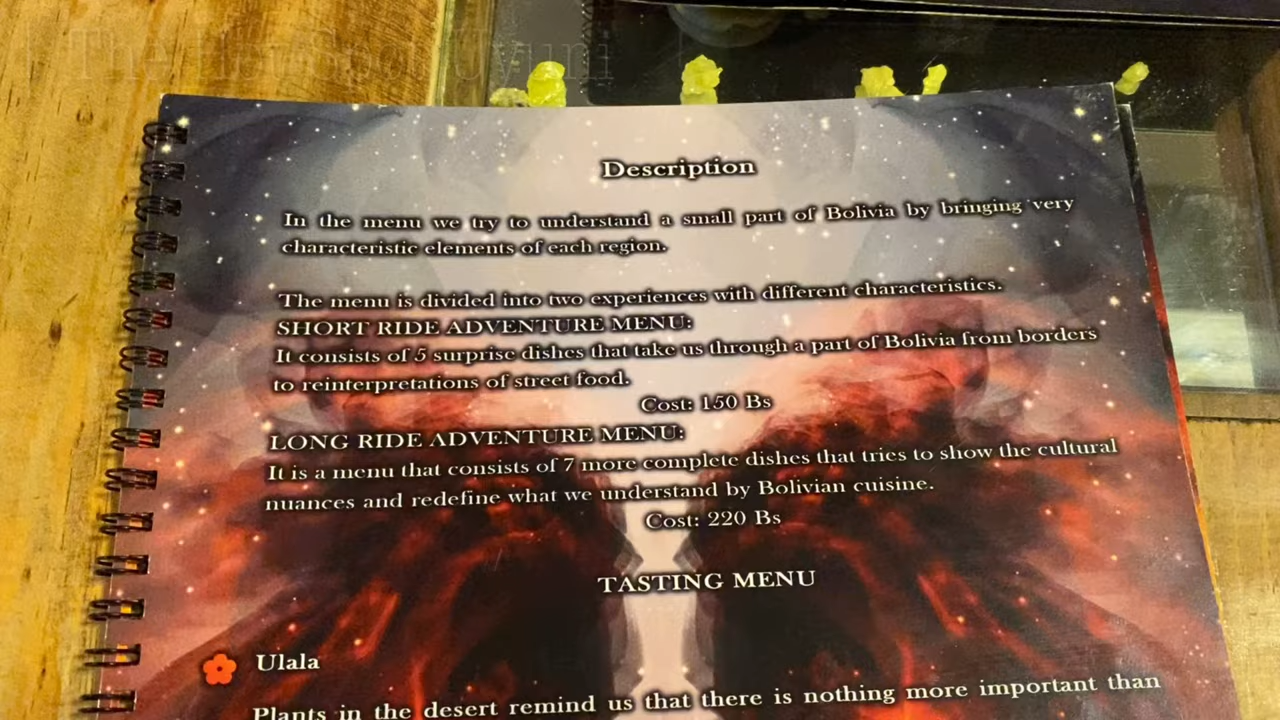 Description
In the menu we try to understand a small part of Bolivia by bringing very
characteristic elements of each region.
The menu is divided into two experiences with different characteristics.
SHORT RIDE ADVENTURE MENU:
It consists of 5 surprise dishes that take us through a part of Bolivia from borders
to reinterpretations of street food.
Cost: 150 Bs
LONG RIDE ADVENTURE MENU:
It is a menu that consists of 7 more complete dishes that tries to show the cultural
nuances and redefine what we understand by Bolivian cuisine.
Cost: 220 Bs
TASTING MENU
Ulala
Plants in the desert remind us that there is nothing more important than